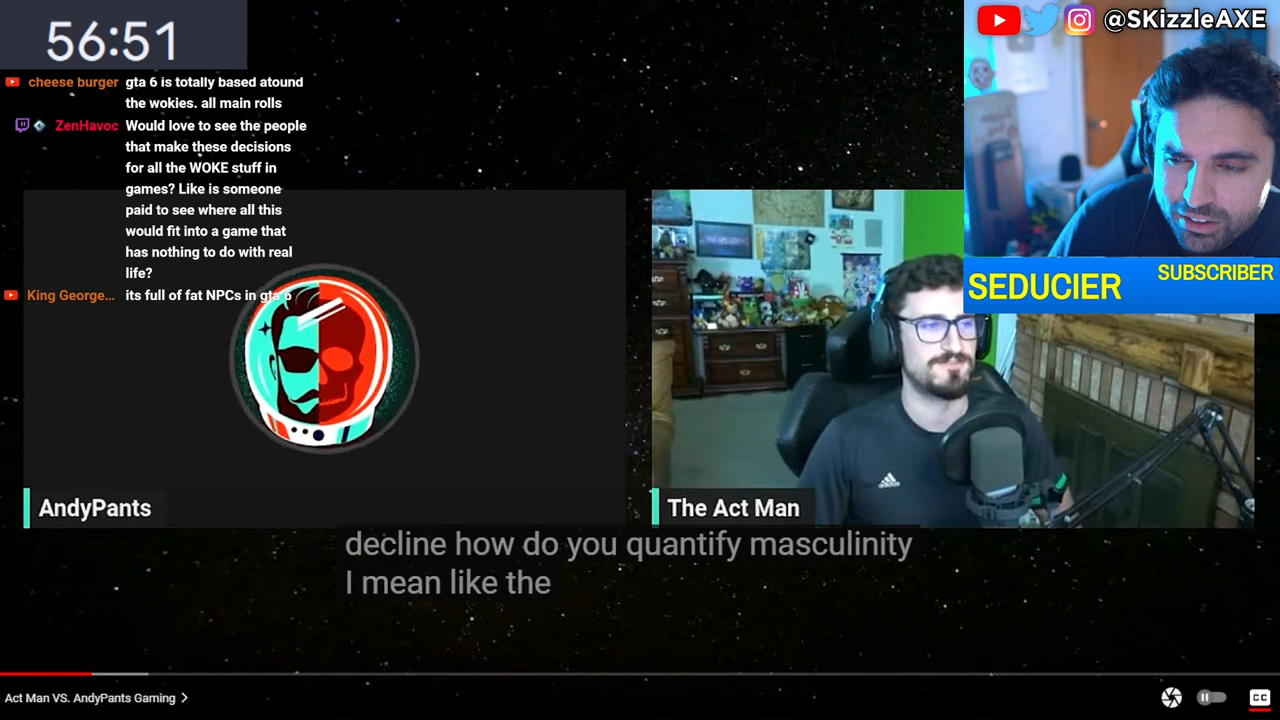 56:51
@SKizzleAXE
cheese burger gta 6 is totally based atound
the wokies. all main rolls
ZenHavoc Would love to see the people
that make these decisions
for all the WOKE stuff in
games? Like is someone
paid to see where all this
would fit into a game that
has nothing to do with real
life?
King George... its full of fat NPCs in gta 6
SEDUCIER SUBSCRIBER
AndyPants
The Act Man
decline how do you quantify masculinity
I mean like the
Act Man VS. AndyPants Gaming
CC